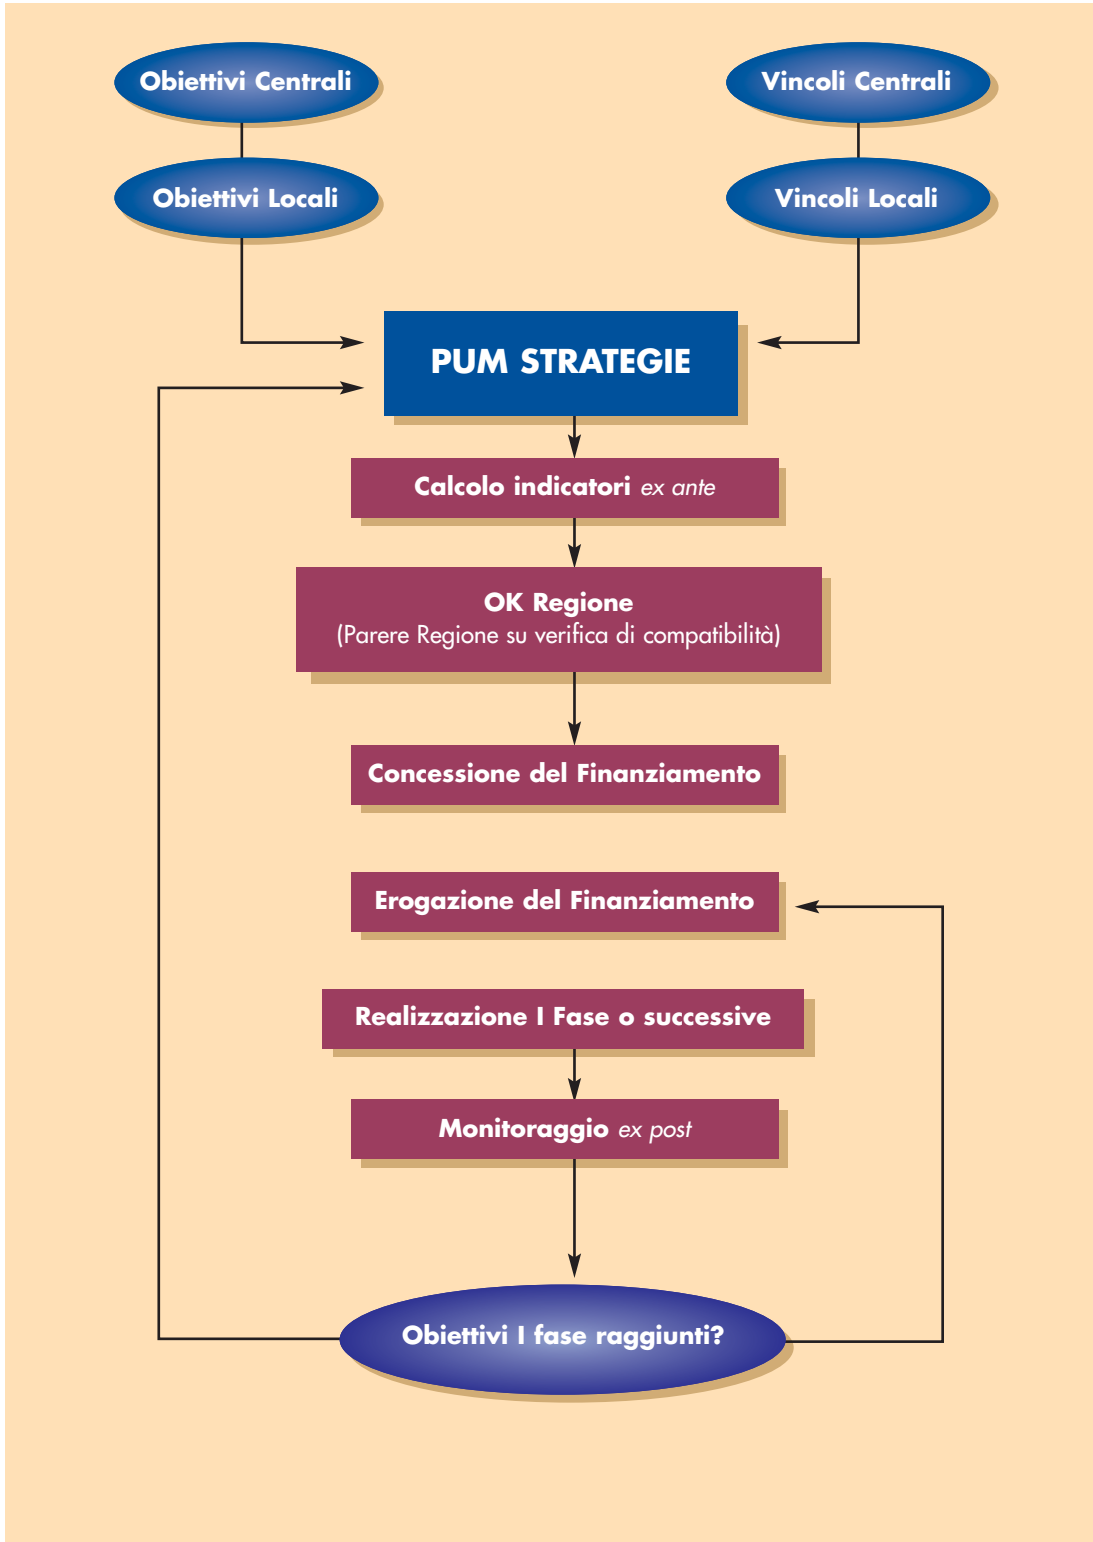 Obiettivi Centrali
Vincoli Centrali
Obiettivi Locali
Vincoli Locali
PUM STRATEGIE
Calcolo indicatori ex ante
OK Regione
(Parere Regione su verifica di compatibilità)
Concessione del Finanziamento
Erogazione del Finanziamento
Realizzazione I Fase o successive
Monitoraggio ex post
Obiettivi I fase raggiunti?